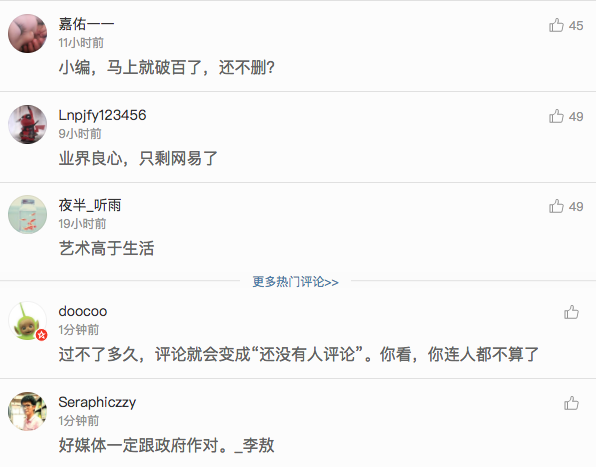 嘉佑一一
45
11小时前
小编，马上就破百了，还不删？
Lnpjfy123456
49
9小时前
业界良心，只剩网易了
夜半_听雨
49
19小时前
艺术高于生活
更多热门评论>>
doocoo
1分钟前
过不了多久，评论就会变成“还没有人评论”。你看，你连人都不算了
Seraphiczzy
1分钟前
好媒体一定跟政府作对。_李敖